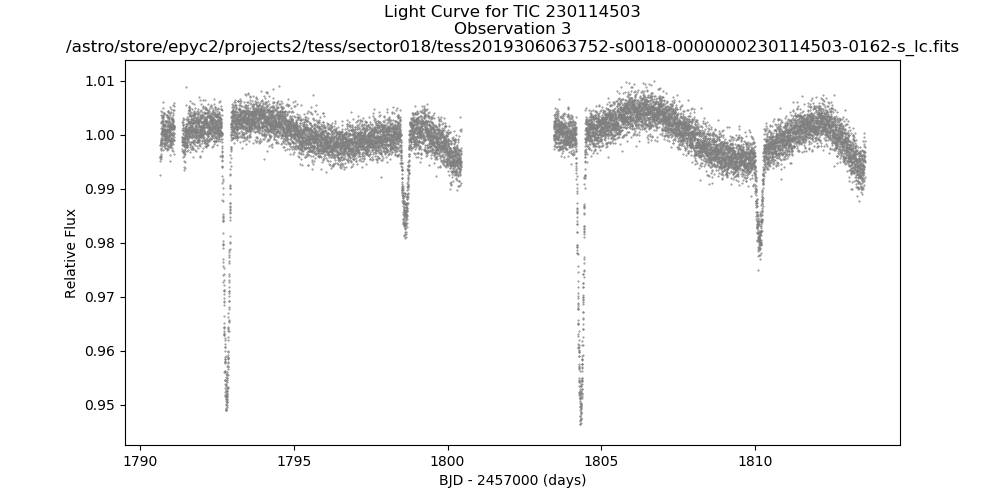 Light Curve for TIC 230114503
Observation 3
/astro/store/epyc2/projects2/tess/sector018/tess2019306063752-s0018-0000000230114503-0162-s_lc.fits
1.01
1.00
0.99
0.98
0.97
0.96
0.95
Relative Flux
1790
1795
1800
1805
1810
BJD - 2457000 (days)